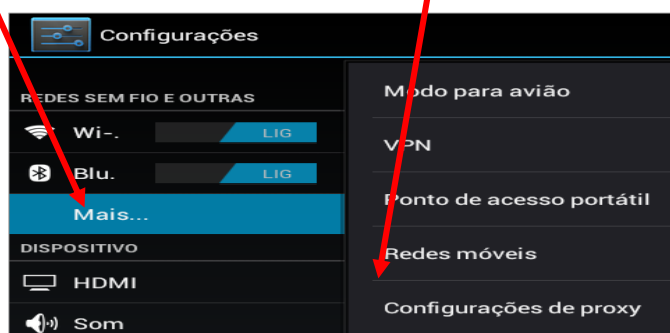 Configurações
REDES SEM FIO E OUTRAS
Wi-.
LIG
Blu.
LIG
Mais...
DISPOSITIVO
HDMI
Som
Modo para avião
VPN
Ponto de acesso portátil
Redes móveis
Configurações de proxy